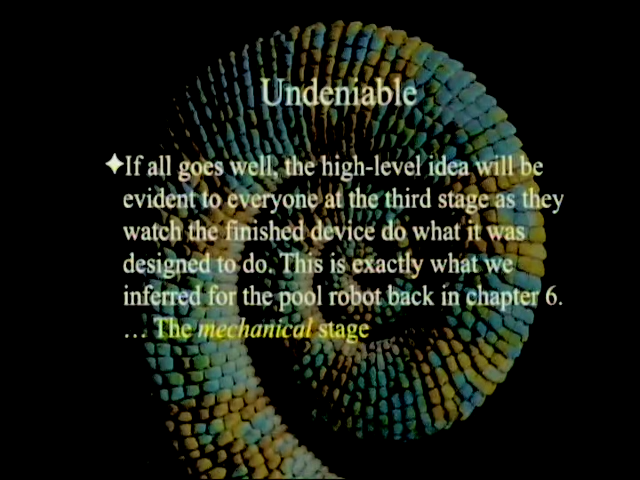 Undeniable
✦If all goes well, the high-level idea will be
evident to everyone at the third stage as they
watch the finished device do what it was
designed to do. This is exactly what we
inferred for the pool robot back in chapter 6.
… The mechanical stage